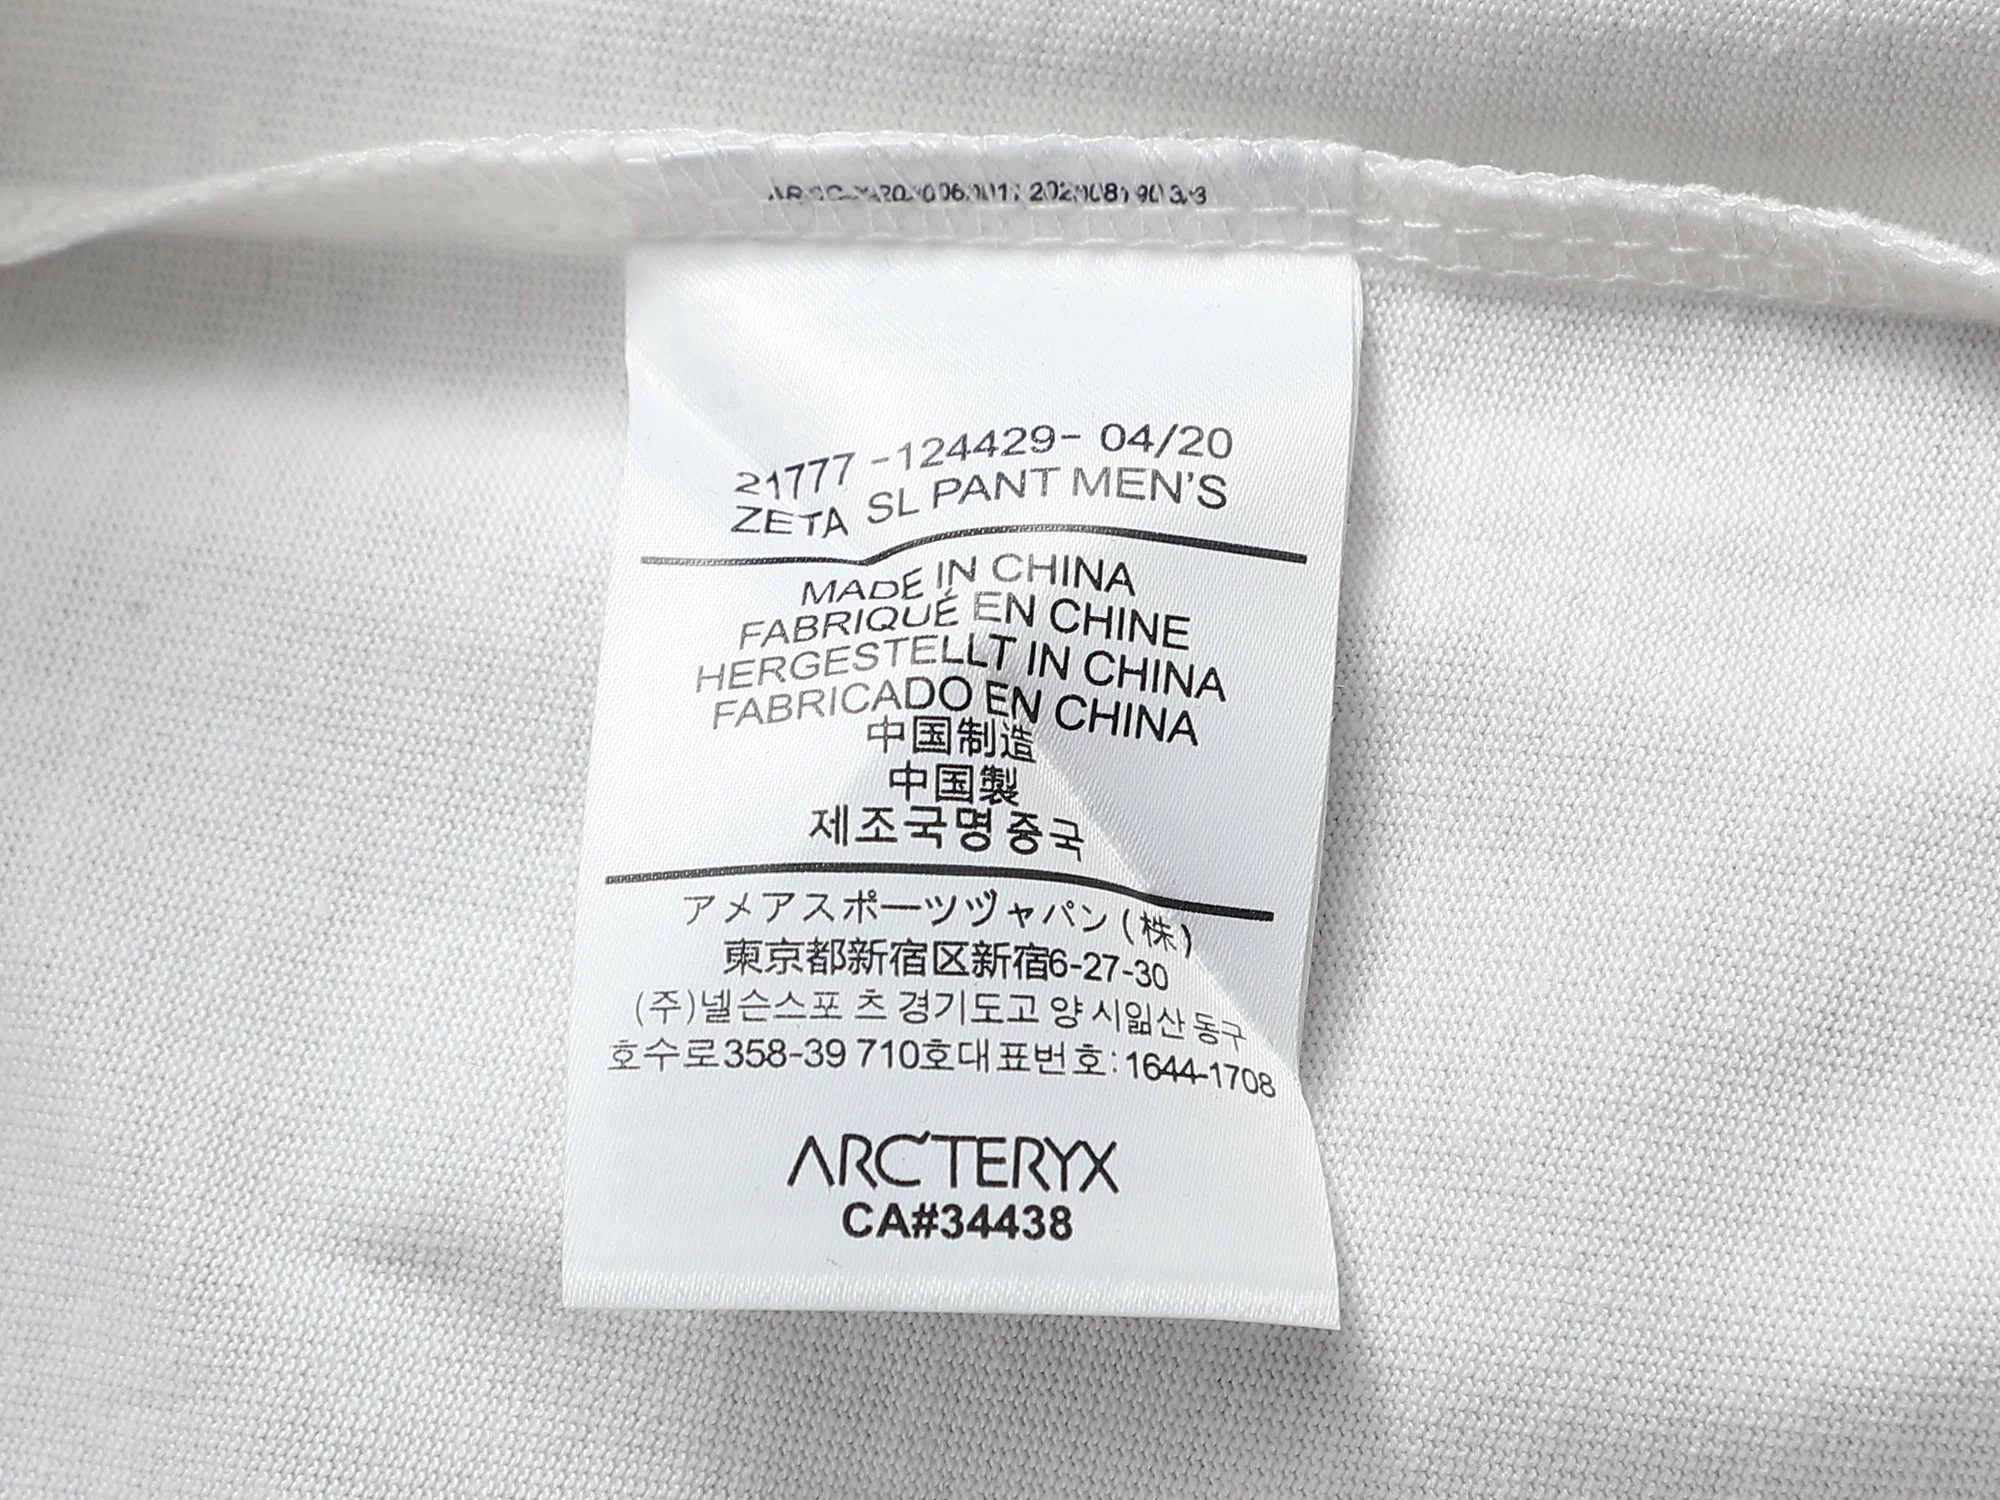 21777-124429-04/20
ZETA SL PANT MEN'S
MADE IN CHINA
FABRIQUÉ EN CHINE
HERGESTELLT IN CHINA
FABRICADO EN CHINA
中国制造
中国製
제조국명 중국
アメアスポーツヅャパン(株)
東京都新宿区新宿6-27-30
(주)넬슨스포 츠 경기도고 양 시일산동구
호수로358-39 710호대표번호:1644-1708
ARC'TERYX
CA#34438